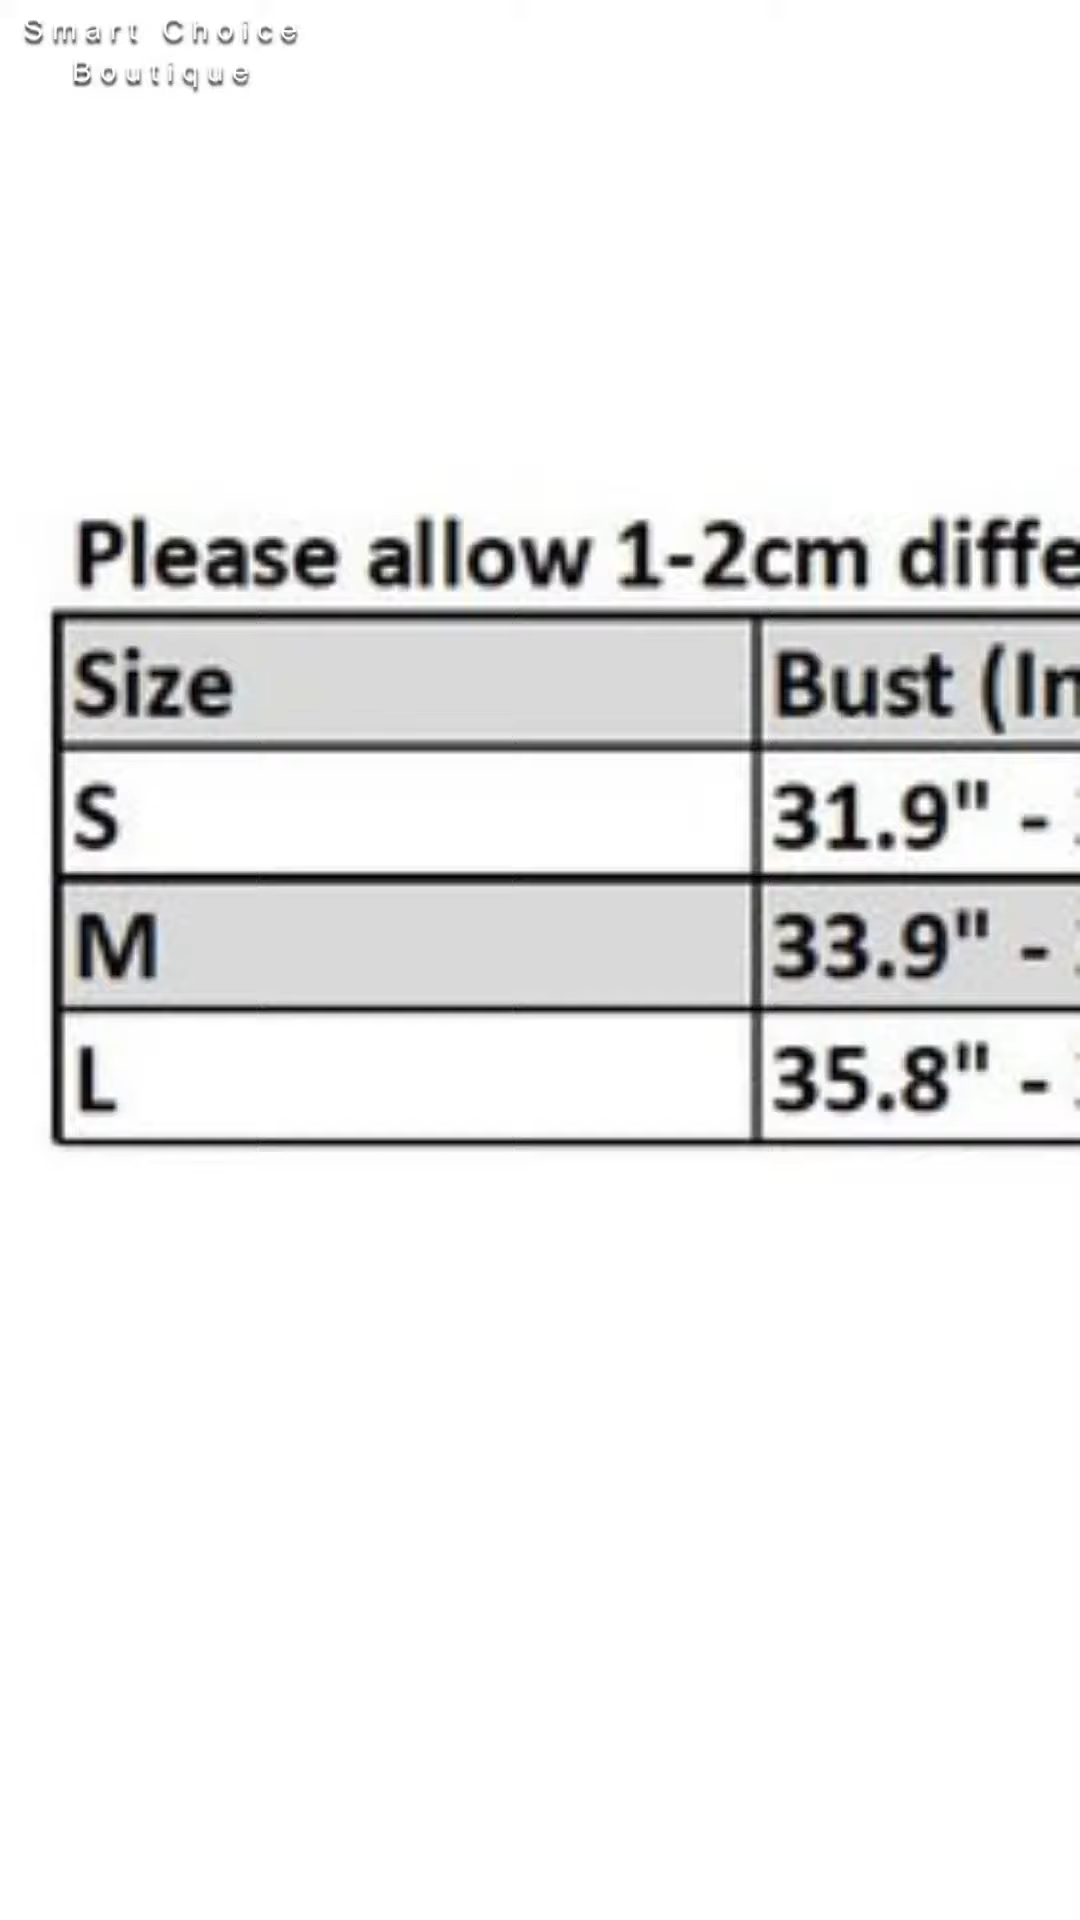 Smart Choice
Boutique
Please allow 1-2cm
Size Bust
S 31.9" -
M 33.9" -
L 35.8" -